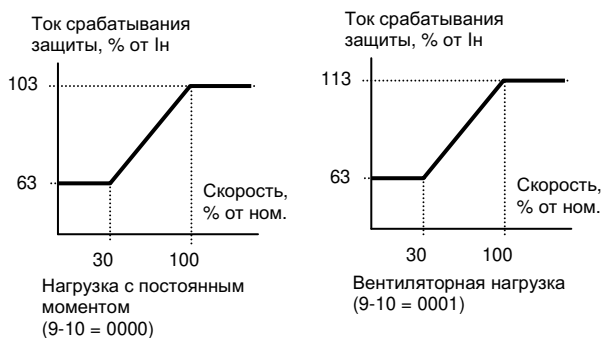 Ток срабатывания
защиты, % от Iн
103
63
Скорость,
% от ном.
30 100
Нагрузка с постоянным
моментом
(9-10 = 0000)
Ток срабатывания
защиты, % от Iн
113
63
Скорость,
% от ном.
30 100
Вентиляторная нагрузка
(9-10 = 0001)